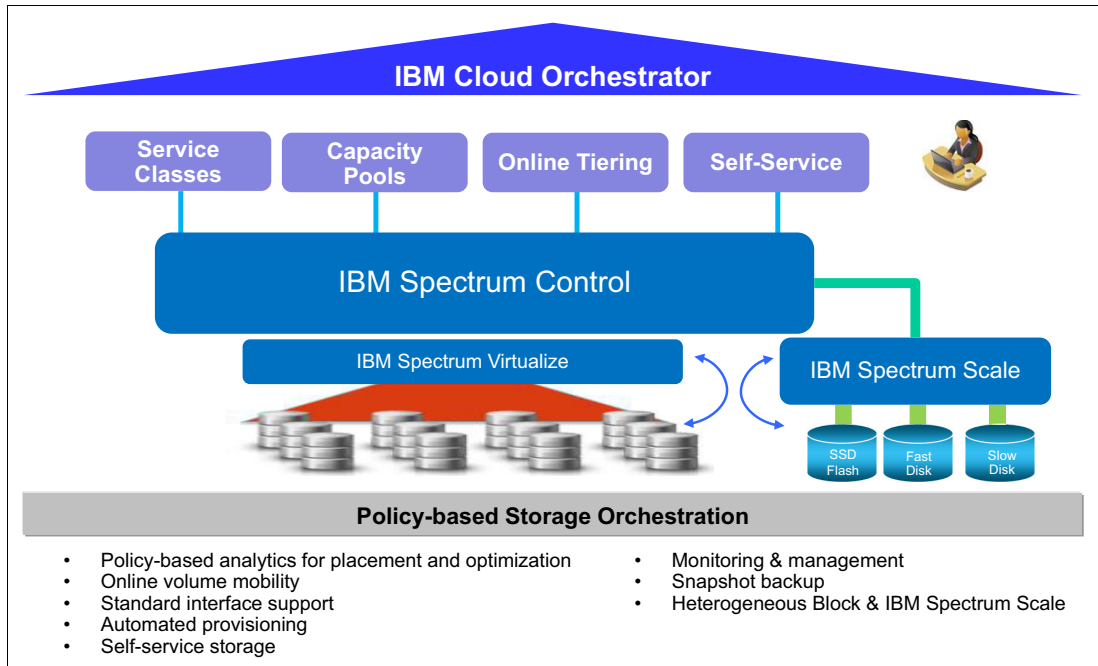 IBM Cloud Orchestrator
Service
Classes
Capacity
Pools
Online Tiering
Self-Service
IBM Spectrum Control
IBM Spectrum Virtualize
IBM Spectrum Scale
SSD
Flash
Fast
Disk
Slow
Disk
Policy-based Storage Orchestration
• Policy-based analytics for placement and optimization
• Online volume mobility
• Standard interface support
• Automated provisioning
• Self-service storage
• Monitoring & management
• Snapshot backup
• Heterogeneous Block & IBM Spectrum Scale